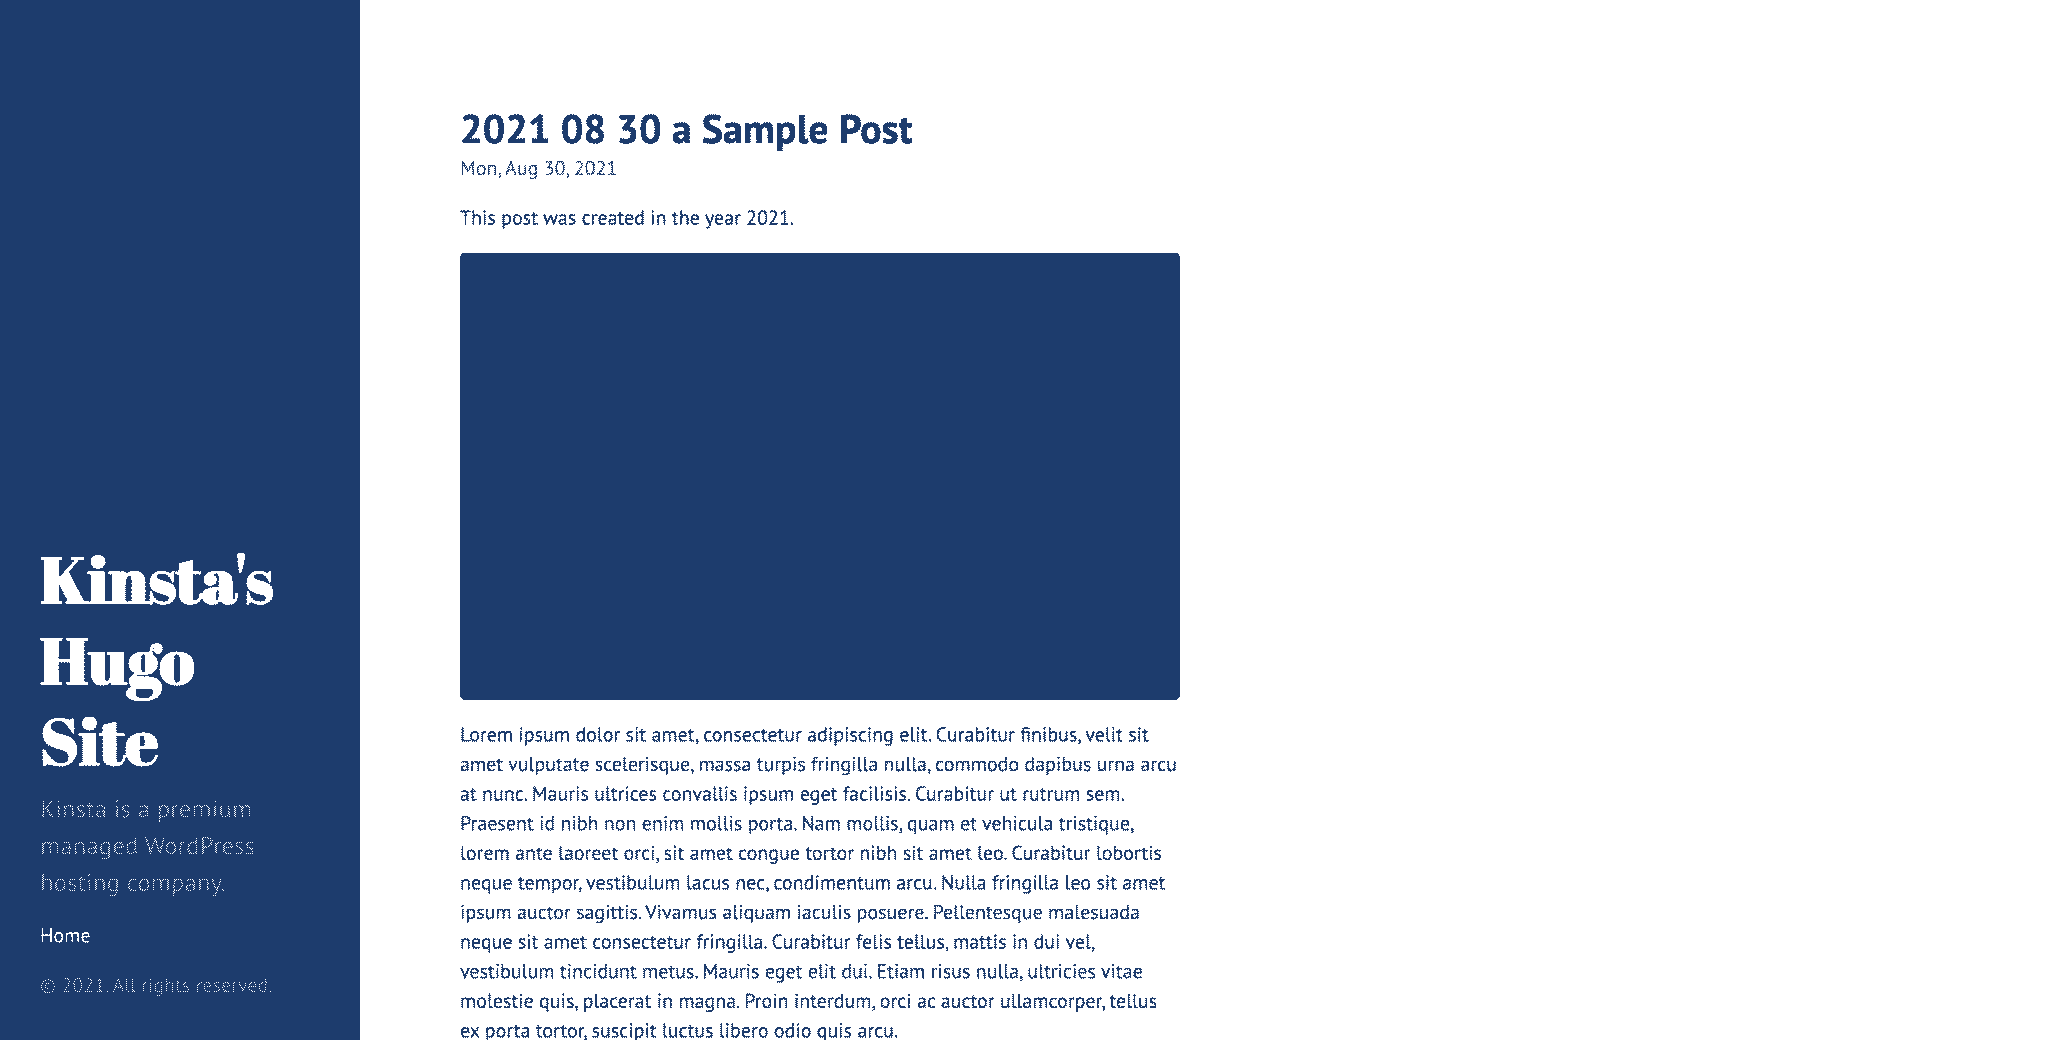 Kinsta's
Hugo
Site
Kinsta is a premium
managed WordPress
hosting company.
Home
© 2021. All rights reserved.
2021 08 30 a Sample Post
Mon, Aug 30, 2021
This post was created in the year 2021.
Lorem ipsum dolor sit amet, consectetur adipiscing elit. Curabitur finibus, velit sit
amet vulputate scelerisque, massa turpis fringilla nulla, commodo dapibus urna arcu
at nunc. Mauris ultrices convallis ipsum eget facilisis. Curabitur ut rutrum sem.
Praesent id nibh non enim mollis porta. Nam mollis, quam et vehicula tristique,
lorem ante laoreet orci, sit amet congue tortor nibh sit amet leo. Curabitur lobortis
neque tempor, vestibulum lacus nec, condimentum arcu. Nulla fringilla leo sit amet
ipsum auctor sagittis. Vivamus aliquam iaculis posuere. Pellentesque malesuada
neque sit amet consectetur fringilla. Curabitur felis tellus, mattis in dui vel,
vestibulum tincidunt metus. Mauris eget elit dui. Etiam risus nulla, ultricies vitae
molestie quis, placerat in magna. Proin interdum, orci ac auctor ullamcorper, tellus
ex porta tortor, suscipit luctus libero odio quis arcu.